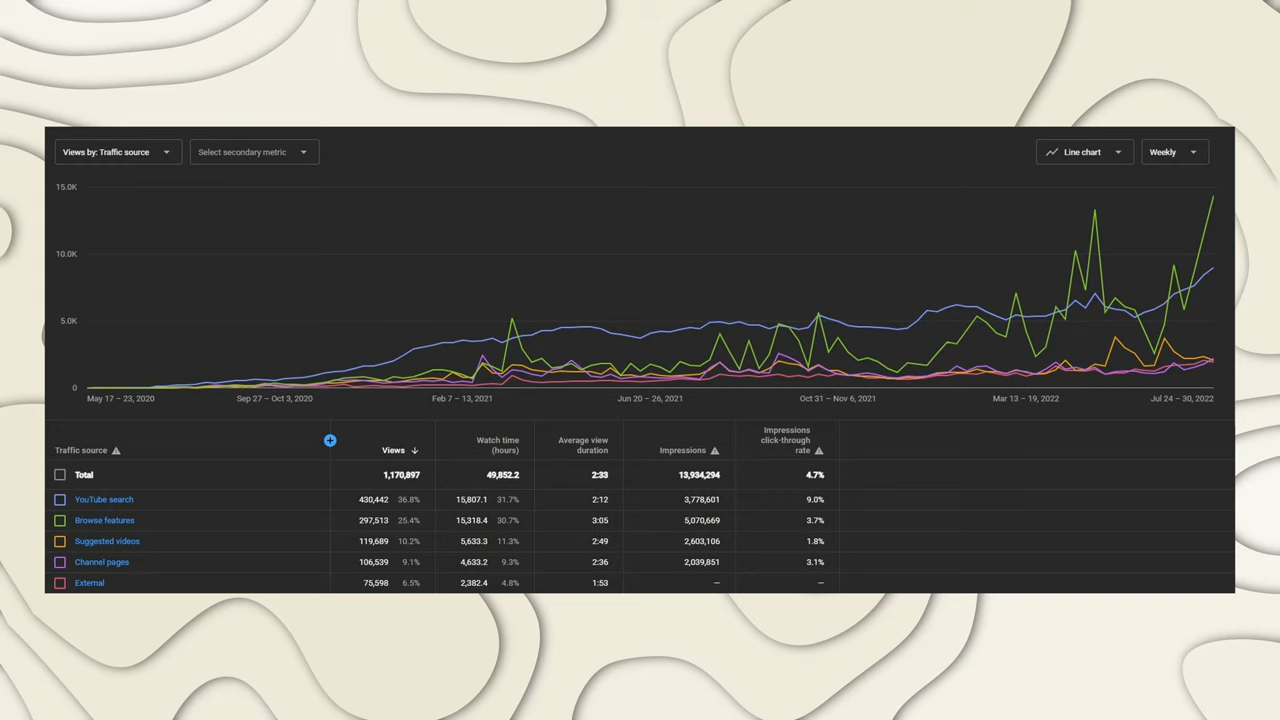 Views by: Traffic source
Select secondary metric
Line chart
Weekly
15.0K
10.0K
5.0K
0
May 17 – 23, 2020
Sep 27 – Oct 3, 2020
Feb 7 – 13, 2021
Jun 20 – 26, 2021
Oct 31 – Nov 6, 2021
Mar 13 – 19, 2022
Jul 24 – 30, 2022
Traffic source
Views
Watch time
(hours)
Average view
duration
Impressions
Impressions
click-through
rate
Total 1,170,897 49,852.2 2:33 13,934,294 4.7%
YouTube search 430,442 36.8% 15,807.1 31.7% 2:12 3,778,601 9.0%
Browse features 297,513 25.4% 15,318.4 30.7% 3:05 5,070,669 3.7%
Suggested videos 119,689 10.2% 5,633.3 11.3% 2:49 2,603,106 1.8%
Channel pages 106,539 9.1% 4,633.2 9.3% 2:36 2,039,851 3.1%
External 75,598 6.5% 2,382.4 4.8% 1:53 — —